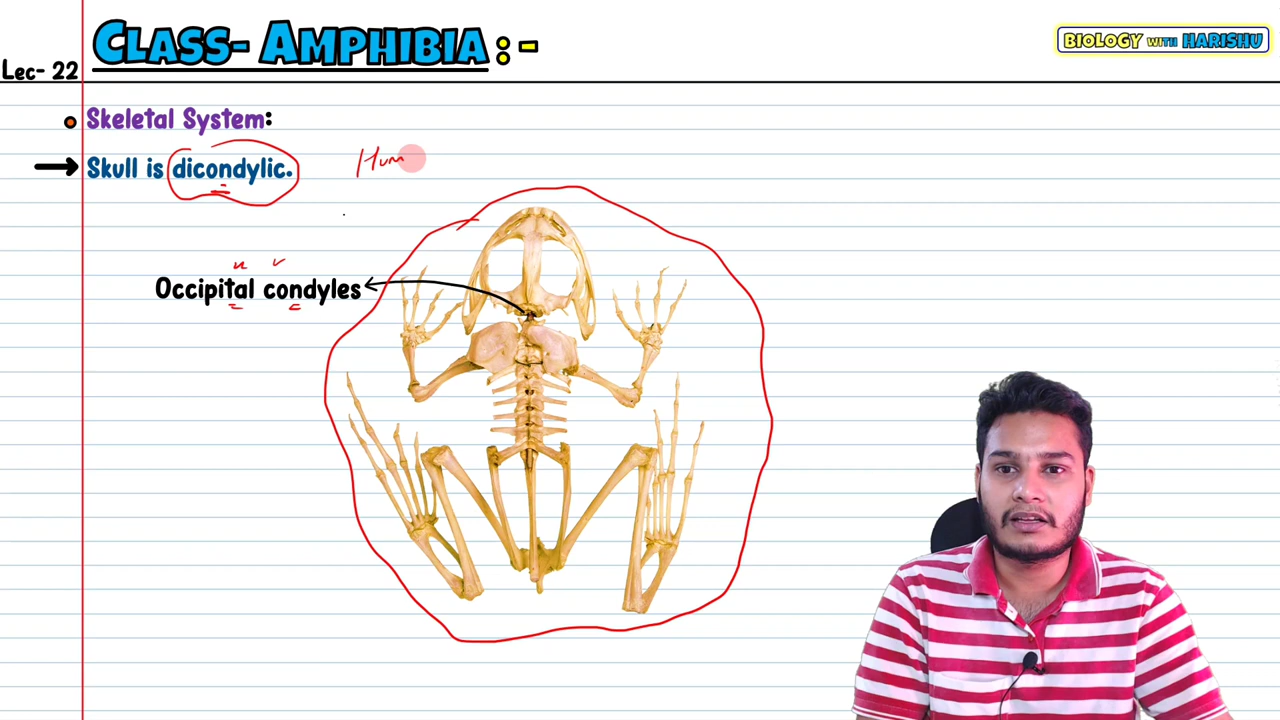 CLASS- AMPHIBIA :-
BIOLOGY WITH HARISHU
Lec- 22
Skeletal System:
Skull is dicondylic.
Hum
Occipital condyles